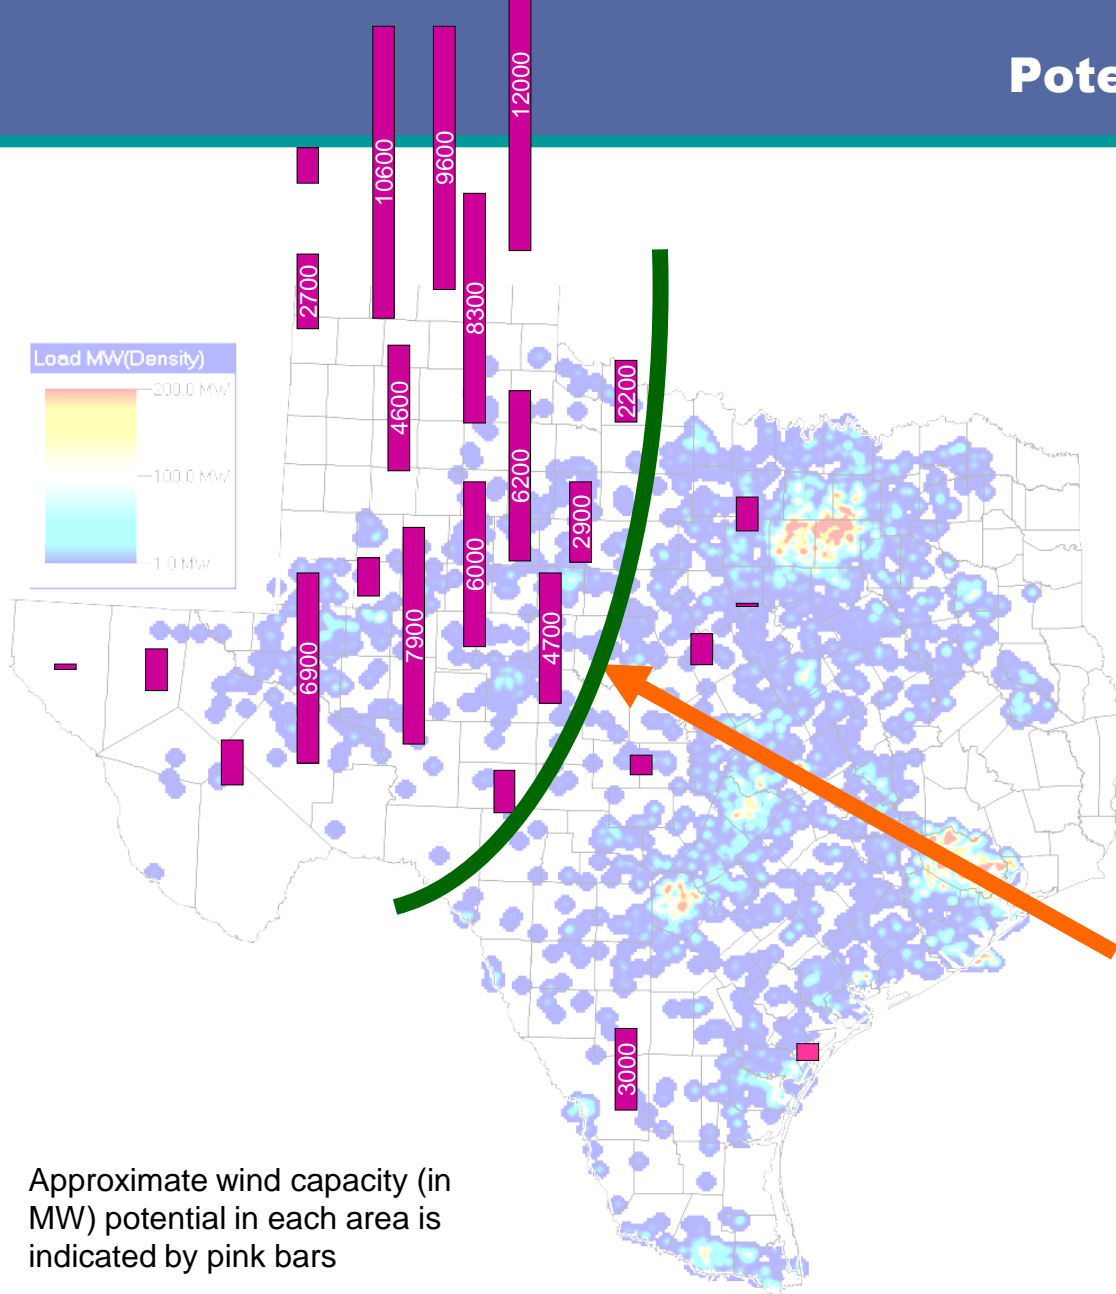 Pote
12000
10600
9600
8300
2700
4600
2200
6200
2900
6000
7900
4700
6900
3000
Load MW(Density)
200.0 MW
100.0 MW
1.0 MW
Approximate wind capacity (in
MW) potential in each area is
indicated by pink bars